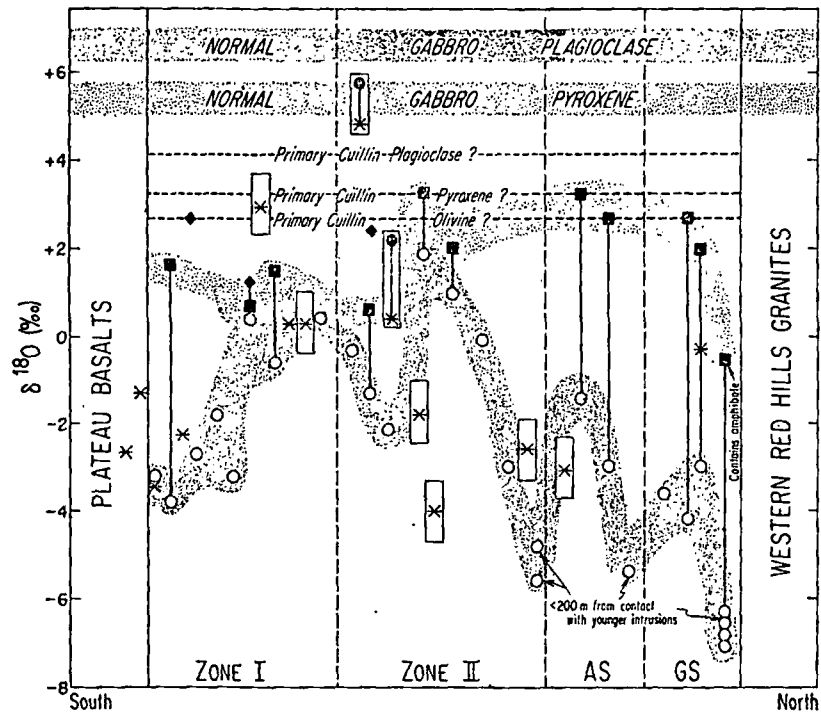 NORMAL GABBRO PLAGIOCLASE
+6
NORMAL GABBRO PYROXENE
+4
Primary Cuillin Plagioclase ?
Primary Cuillin Pyroxene ?
Primary Cuillin Olivine ?
+2
0
-2
-4
-6
-8
δ 18O (‰)
PLATEAU BASALTS
WESTERN RED HILLS GRANITES
Contains amphibole
<200 m from contact
with younger intrusions
ZONE I ZONE II AS GS
South North